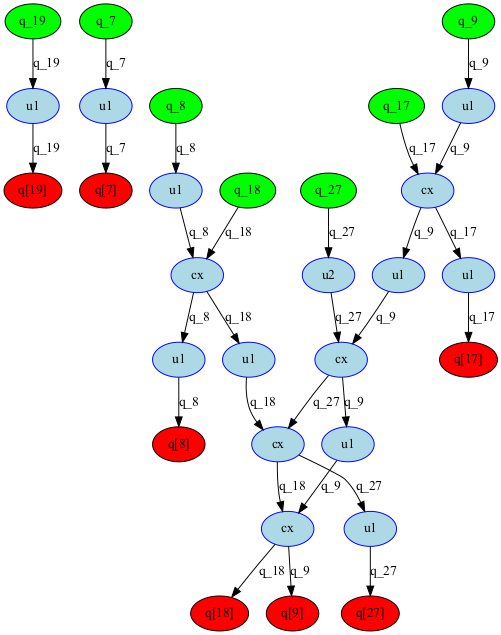 q_19 q_7 q_9
q_19 q_7 q_9
u1 u1 q_8 q_17 u1
q_19 q_7 q_8 q_17 q_9
q[19] q[7] u1 q_18 q_27 cx
q_8 q_18 q_27 q_9 q_17
cx u2 u1 u1
q_8 q_18 q_27 q_9 q_17
u1 u1 cx q[17]
q_8 q_18 q_27 q_9
q[8] cx u1
q_18 q_9 q_27
cx u1
q_18 q_9 q_27
q[18] q[9] q[27]